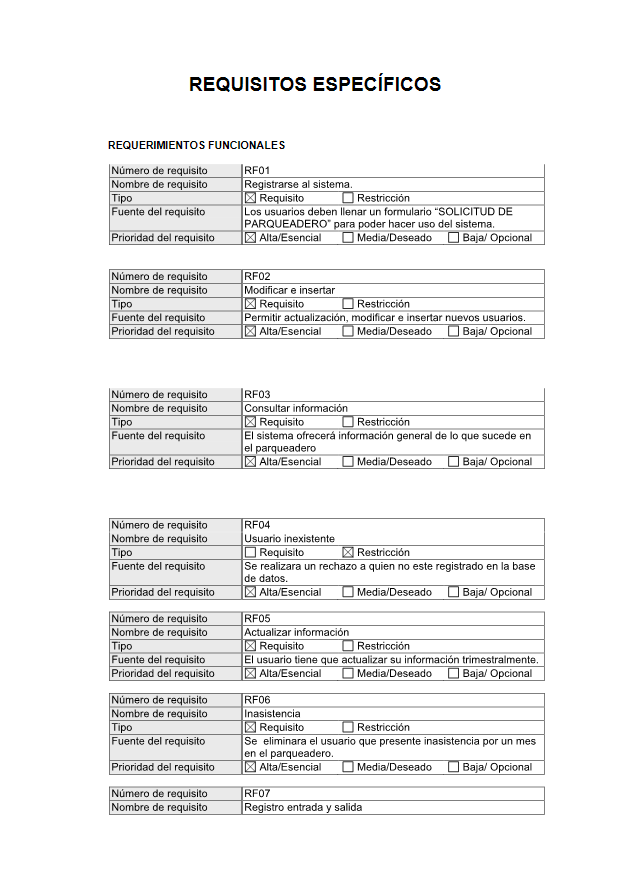 REQUISITOS ESPECÍFICOS
REQUERIMIENTOS FUNCIONALES
Número de requisito RF01
Nombre de requisito Registrarse al sistema.
Tipo ☒ Requisito ☐ Restricción
Fuente del requisito Los usuarios deben llenar un formulario “SOLICITUD DE
PARQUEADERO” para poder hacer uso del sistema.
Prioridad del requisito ☒ Alta/Esencial ☐ Media/Deseado ☐ Baja/ Opcional
Número de requisito RF02
Nombre de requisito Modificar e insertar
Tipo ☒ Requisito ☐ Restricción
Fuente del requisito Permitir actualización, modificar e insertar nuevos usuarios.
Prioridad del requisito ☒ Alta/Esencial ☐ Media/Deseado ☐ Baja/ Opcional
Número de requisito RF03
Nombre de requisito Consultar información
Tipo ☒ Requisito ☐ Restricción
Fuente del requisito El sistema ofrecerá información general de lo que sucede en
el parqueadero
Prioridad del requisito ☒ Alta/Esencial ☐ Media/Deseado ☐ Baja/ Opcional
Número de requisito RF04
Nombre de requisito Usuario inexistente
Tipo ☐ Requisito ☒ Restricción
Fuente del requisito Se realizara un rechazo a quien no este registrado en la base
de datos.
Prioridad del requisito ☒ Alta/Esencial ☐ Media/Deseado ☐ Baja/ Opcional
Número de requisito RF05
Nombre de requisito Actualizar información
Tipo ☒ Requisito ☐ Restricción
Fuente del requisito El usuario tiene que actualizar su información trimestralmente.
Prioridad del requisito ☒ Alta/Esencial ☐ Media/Deseado ☐ Baja/ Opcional
Número de requisito RF06
Nombre de requisito Inasistencia
Tipo ☒ Requisito ☐ Restricción
Fuente del requisito Se eliminara el usuario que presente inasistencia por un mes
en el parqueadero.
Prioridad del requisito ☒ Alta/Esencial ☐ Media/Deseado ☐ Baja/ Opcional
Número de requisito RF07
Nombre de requisito Registro entrada y salida